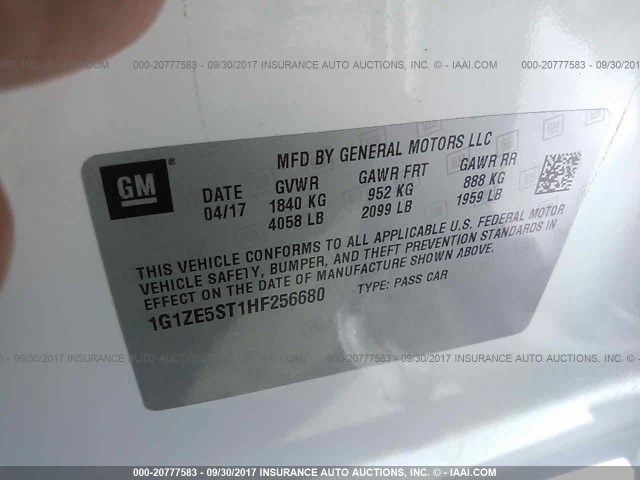 000-20777583 - 09/30/2017 INSURANCE AUTO AUCTIONS, INC. © - IAAI.COM
GM®
MFD BY GENERAL MOTORS LLC
DATE GVWR GAWR FRT GAWR RR
04/17 1840 KG 952 KG 888 KG
4058 LB 2099 LB 1959 LB
THIS VEHICLE CONFORMS TO ALL APPLICABLE U.S. FEDERAL MOTOR
VEHICLE SAFETY, BUMPER, AND THEFT PREVENTION STANDARDS IN
EFFECT ON THE DATE OF MANUFACTURE SHOWN ABOVE.
1G1ZE5ST1HF256680 TYPE: PASS CAR
000-20777583 - 09/30/2017 INSURANCE AUTO AUCTIONS, INC. © - IAAI.COM